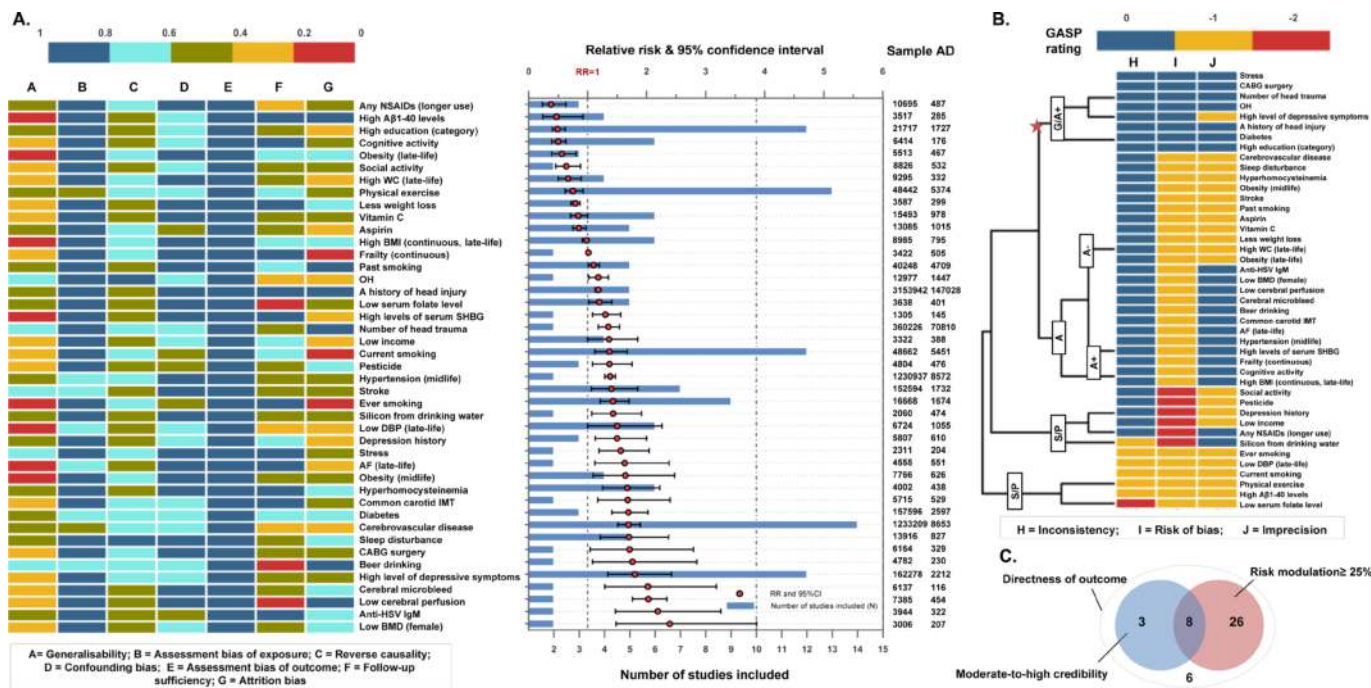 A.
1 0.8 0.6 0.4 0.2 0
A B C D E F G
Any NSAIDs (longer use)
High Aβ1-40 levels
High education (category)
Cognitive activity
Obesity (late-life)
Social activity
High WC (late-life)
Physical exercise
Less weight loss
Vitamin C
Aspirin
High BMI (continuous, late-life)
Frailty (continuous)
Past smoking
OH
A history of head injury
Low serum folate level
High levels of serum SHBG
Number of head trauma
Low income
Current smoking
Pesticide
Hypertension (midlife)
Stroke
Ever smoking
Silicon from drinking water
Low DBP (late-life)
Depression history
Stress
AF (late-life)
Obesity (midlife)
Hyperhomocysteinemia
Common carotid IMT
Diabetes
Cerebrovascular disease
Sleep disturbance
CABG surgery
Beer drinking
High level of depressive symptoms
Cerebral microbleed
Low cerebral perfusion
Anti-HSV IgM
Low BMD (female)
A= Generalisability; B = Assessment bias of exposure; C = Reverse causality;
D = Confounding bias; E = Assessment bias of outcome; F = Follow-up
sufficiency; G = Attrition bias
Relative risk & 95% confidence interval
0 RR=1 2 3 4 5 6
Sample AD
10695 487
3517 285
21717 1727
6414 176
5513 467
8826 532
9295 332
48442 5374
3587 299
15493 978
13085 1015
8985 795
3422 505
40248 4709
12977 1447
3153942 147028
3638 401
1305 145
360226 70810
3322 388
48662 5451
4804 476
1230937 8572
152594 1732
16668 1674
2060 474
6724 1055
5807 610
2311 204
4555 551
7766 626
4002 438
5715 529
157596 2597
1233209 8653
13916 827
6164 329
4782 230
162278 2212
6137 116
7385 454
3944 322
3006 207
RR and 95%CI
Number of studies included (N)
0 1 2 3 4 5 6
2 3 4 5 6 7 8 9 10 11 12 13 14 15
Number of studies included
B.
0 -1 -2
GASP
rating
H I J
G/A+
A-
A
A+
S/P
S/P
Stress
CABG surgery
Number of head trauma
OH
High level of depressive symptoms
A history of head injury
Diabetes
High education (category)
Cerebrovascular disease
Sleep disturbance
Hyperhomocysteinemia
Obesity (midlife)
Stroke
Past smoking
Aspirin
Vitamin C
Less weight loss
High WC (late-life)
Obesity (late-life)
Anti-HSV IgM
Low BMD (female)
Low cerebral perfusion
Cerebral microbleed
Beer drinking
Common carotid IMT
AF (late-life)
Hypertension (midlife)
High levels of serum SHBG
Frailty (continuous)
Cognitive activity
High BMI (continuous, late-life)
Social activity
Pesticide
Depression history
Low income
Any NSAIDs (longer use)
Silicon from drinking water
Ever smoking
Low DBP (late-life)
Current smoking
Physical exercise
High Aβ1-40 levels
Low serum folate level
H = Inconsistency; I = Risk of bias; J = Imprecision
C.
Directness of outcome
Risk modulation≥ 25%
3 8 26
Moderate-to-high credibility
6